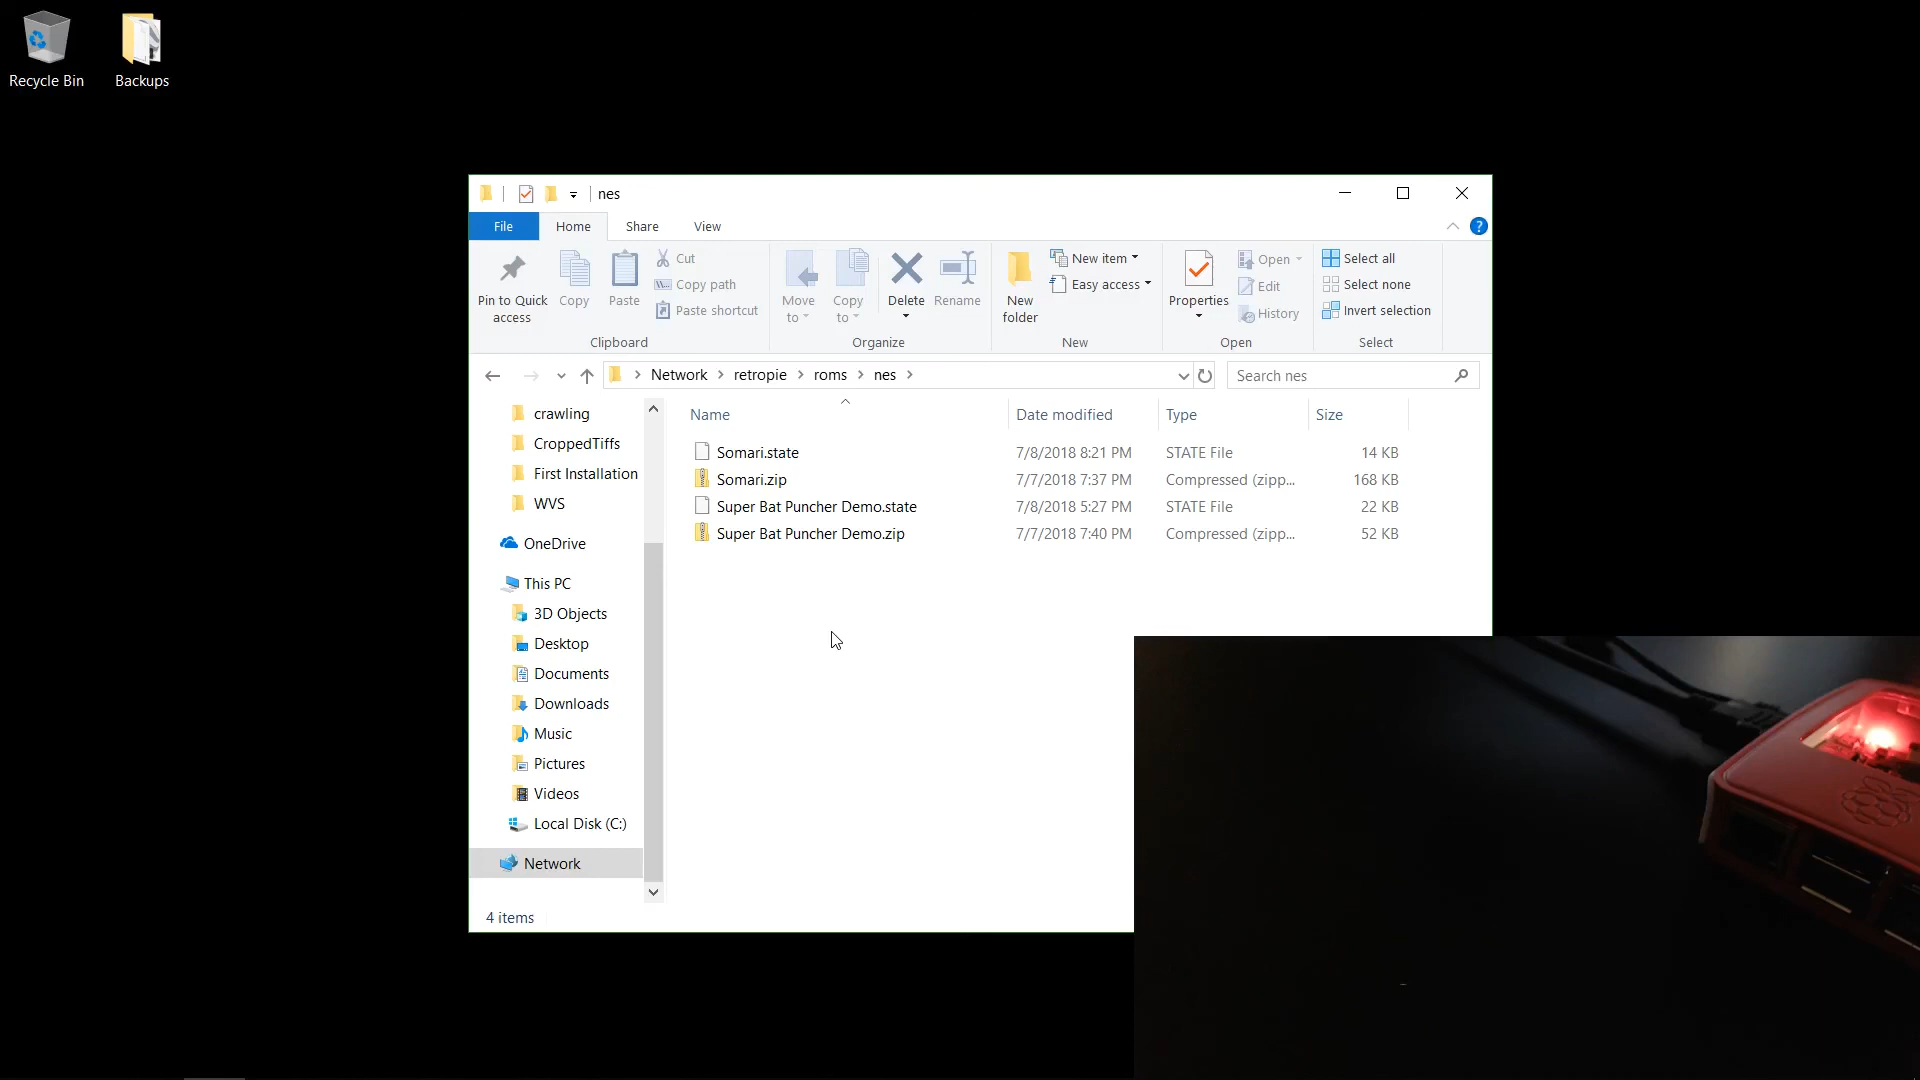 Recycle Bin
Backups
nes
File Home Share View
Pin to Quick access
Copy
Paste
Cut
Copy path
Paste shortcut
Clipboard
Move to
Copy to
Delete
Rename
Organize
New folder
New item
Easy access
New
Properties
Open
Edit
History
Open
Select all
Select none
Invert selection
Select
Network retropie roms nes
Search nes
crawling
CroppedTiffs
First Installation
WVS
OneDrive
This PC
3D Objects
Desktop
Documents
Downloads
Music
Pictures
Videos
Local Disk (C:)
Network
Name Date modified Type Size
Somari.state 7/8/2018 8:21 PM STATE File 14 KB
Somari.zip 7/7/2018 7:37 PM Compressed (zipp... 168 KB
Super Bat Puncher Demo.state 7/8/2018 5:27 PM STATE File 22 KB
Super Bat Puncher Demo.zip 7/7/2018 7:40 PM Compressed (zipp... 52 KB
4 items